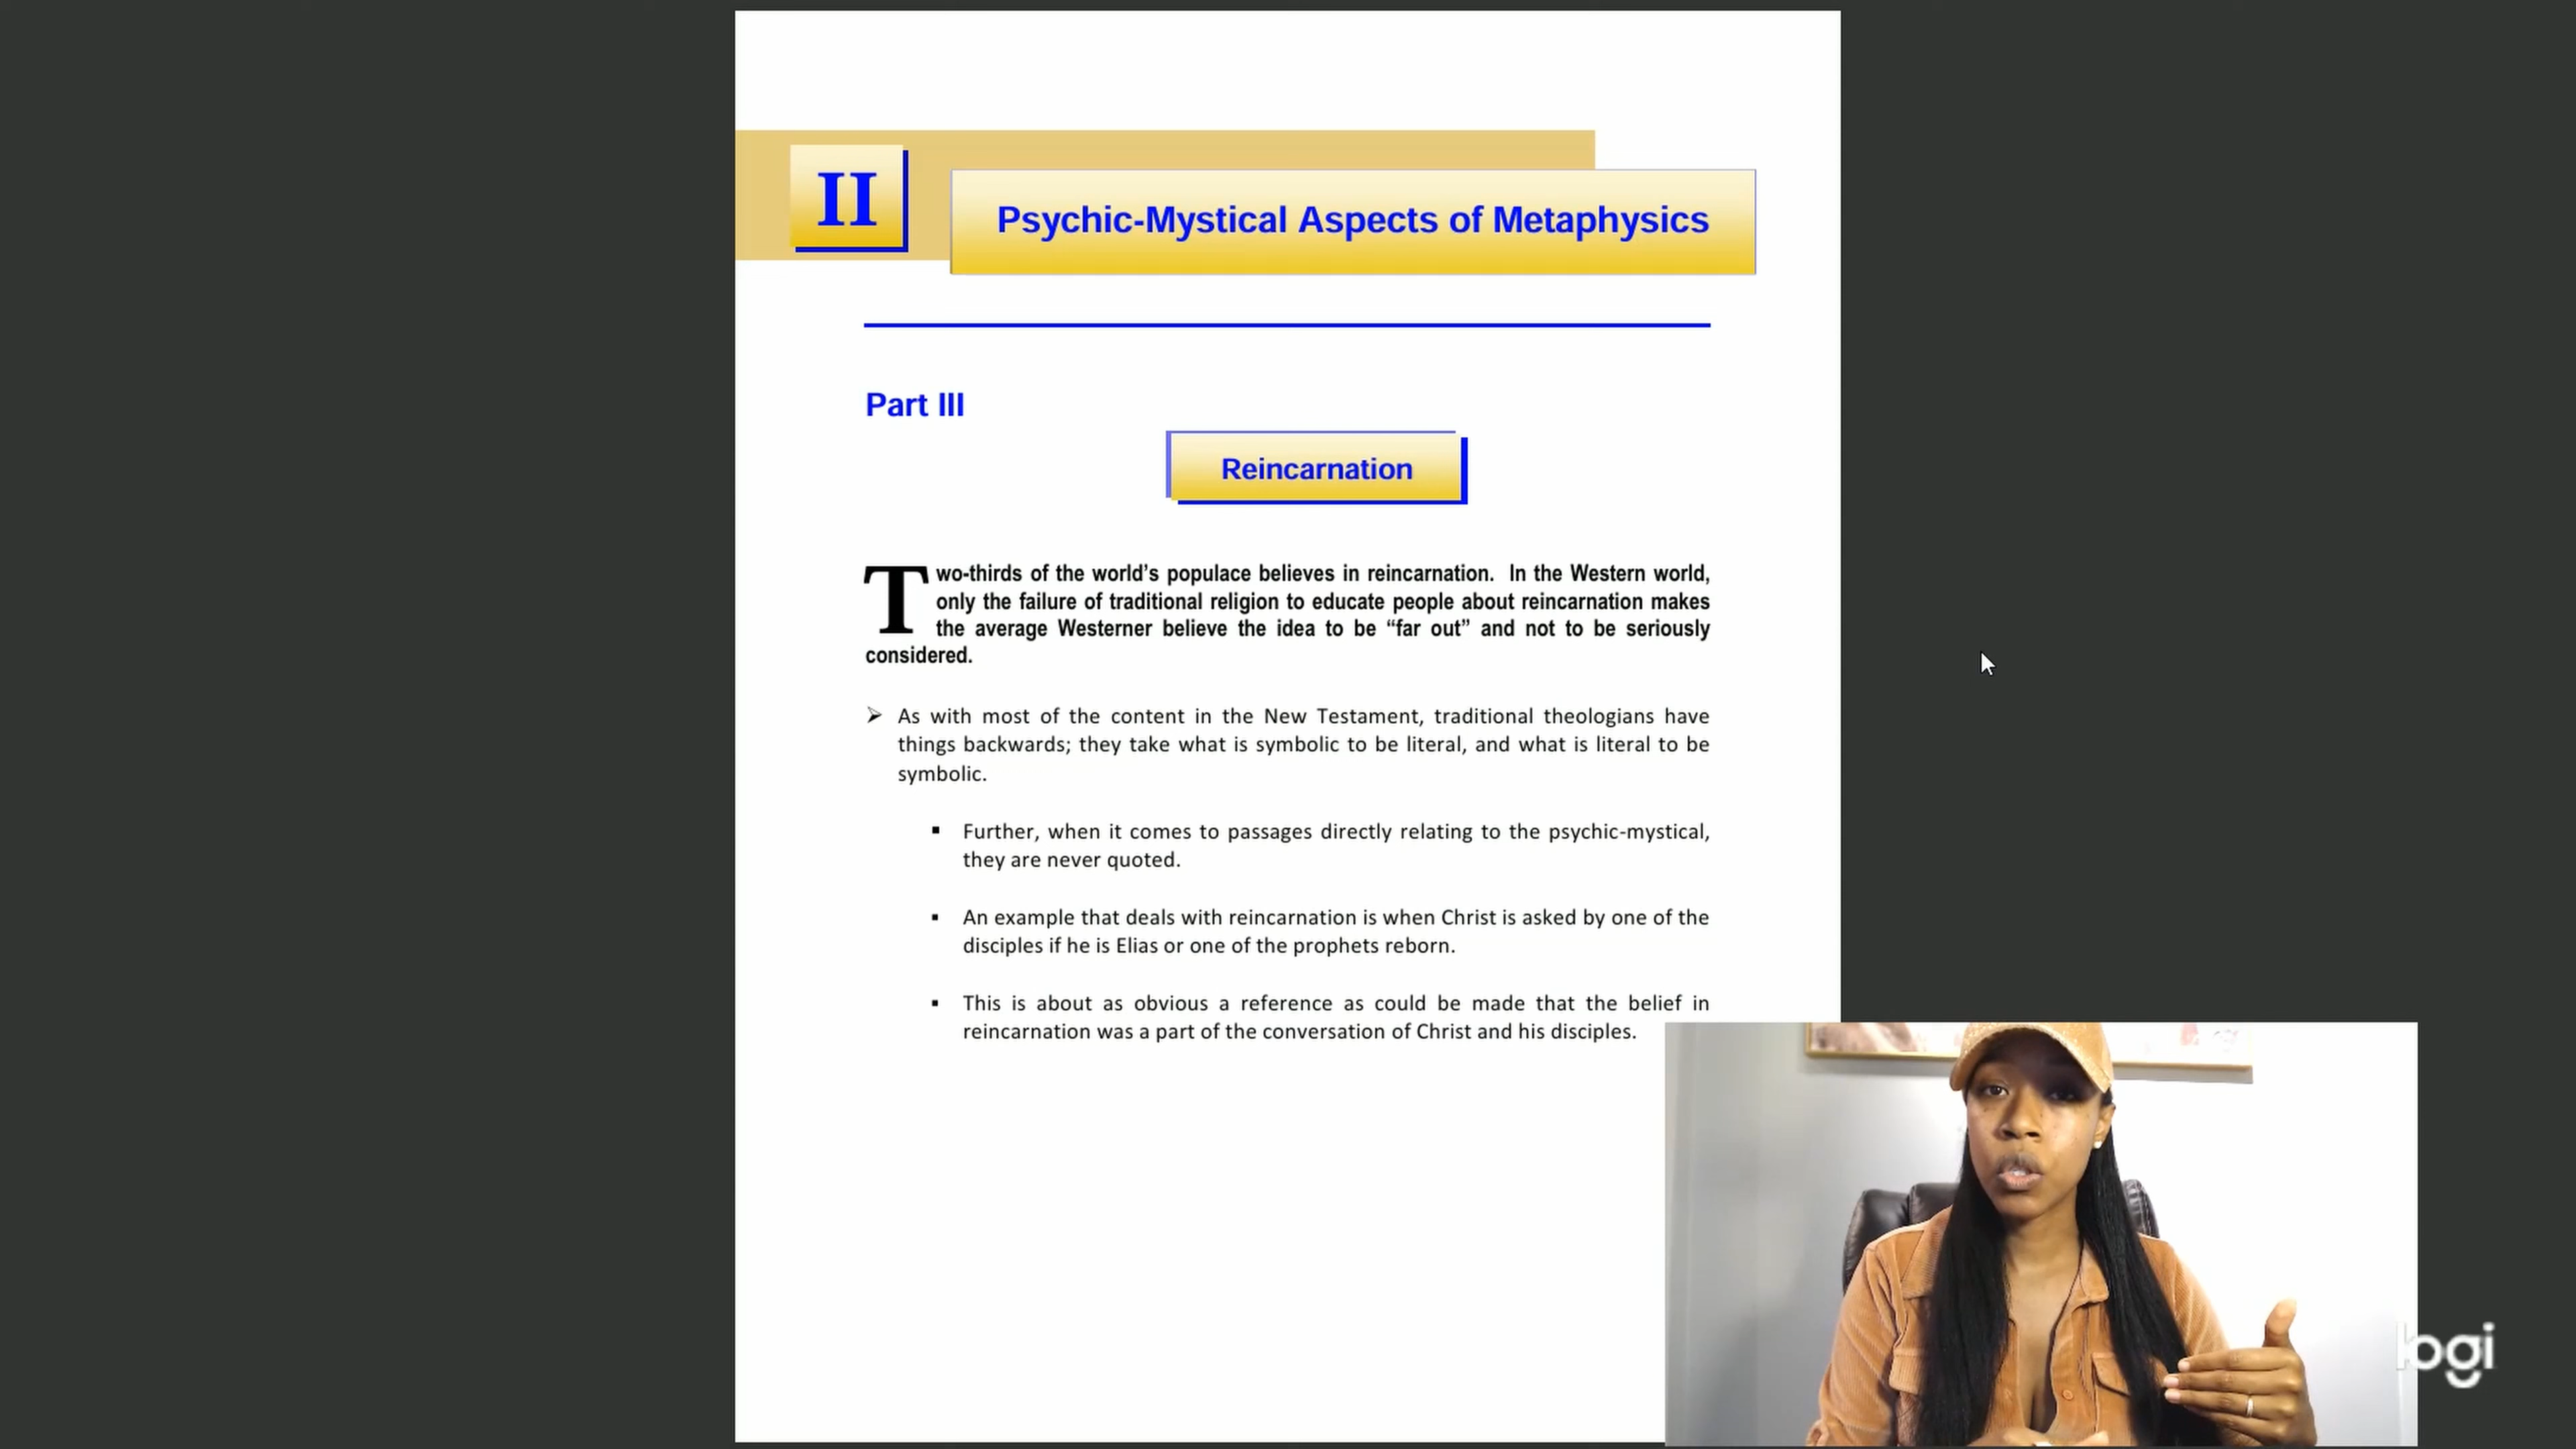 II
Psychic-Mystical Aspects of Metaphysics
Part III
Reincarnation
Two-thirds of the world's populace believes in reincarnation. In the Western world,
only the failure of traditional religion to educate people about reincarnation makes
the average Westerner believe the idea to be “far out” and not to be seriously
considered.
➢ As with most of the content in the New Testament, traditional theologians have
things backwards; they take what is symbolic to be literal, and what is literal to be
symbolic.
▪ Further, when it comes to passages directly relating to the psychic-mystical,
they are never quoted.
▪ An example that deals with reincarnation is when Christ is asked by one of the
disciples if he is Elias or one of the prophets reborn.
▪ This is about as obvious a reference as could be made that the belief in
reincarnation was a part of the conversation of Christ and his disciples.
logi